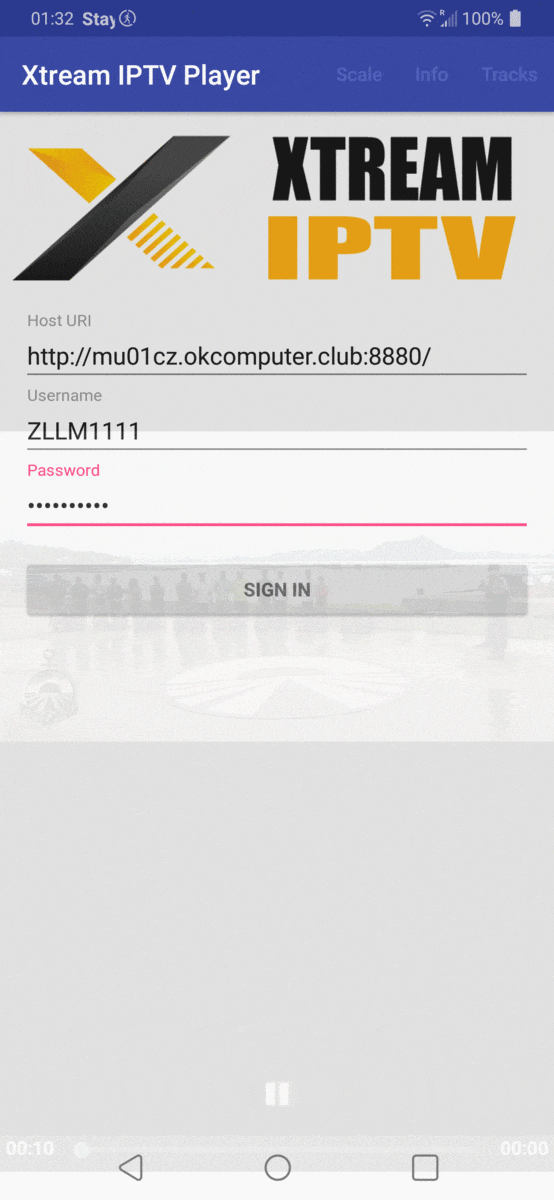 01:32 Stay R 100%
Xtream IPTV Player Scale Info Tracks
XTREAM
IPTV
Host URI
http://mu01cz.okcomputer.club:8880/
Username
ZLLM1111
Password
••••••••••
SIGN IN
00:10 00:00